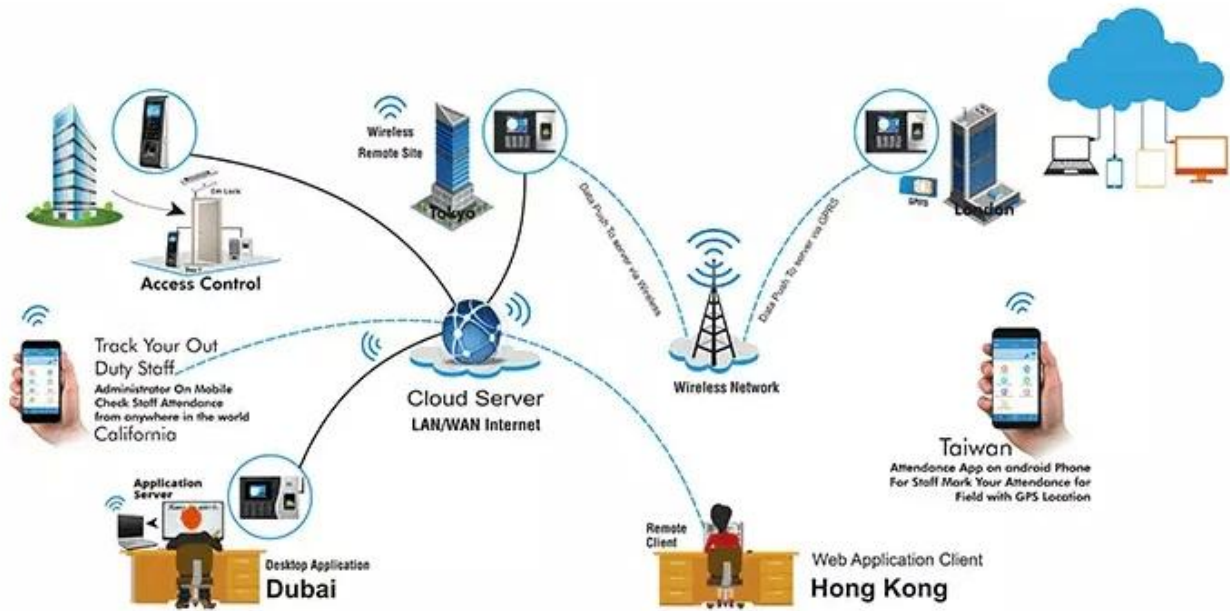 Wireless
Remote Site
Em Lock
Tokyo
GPRS
London
Access Control
Data Push To server via Wireless
Data Push To server via GPRS
Track Your Out
Duty Staff
Administrator On Mobile
Check Staff Attendance
from anywhere in the world
California
Cloud Server
LAN/WAN Internet
Wireless Network
Taiwan
Attendance App on android Phone
For Staff Mark Your Attendance for
Field with GPS Location
Application
Server
Desktop Application
Dubai
Remote
Client
Web Application Client
Hong Kong